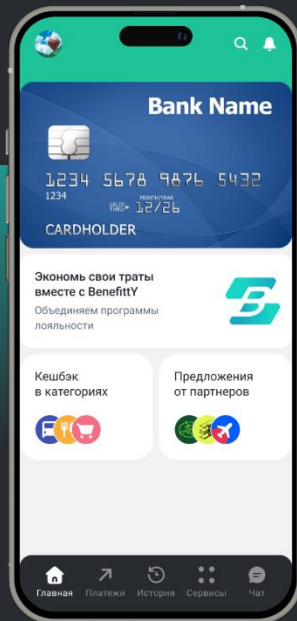 Bank Name
1234 5678 9876 5432
1234
MONTH/YEAR
VALID THRU 12/26
CARDHOLDER
Экономь свои траты
вместе с BenefittY
Объединяем программы
лояльности
Кешбэк
в категориях
Предложения
от партнеров
Главная Платежи История Сервисы Чат